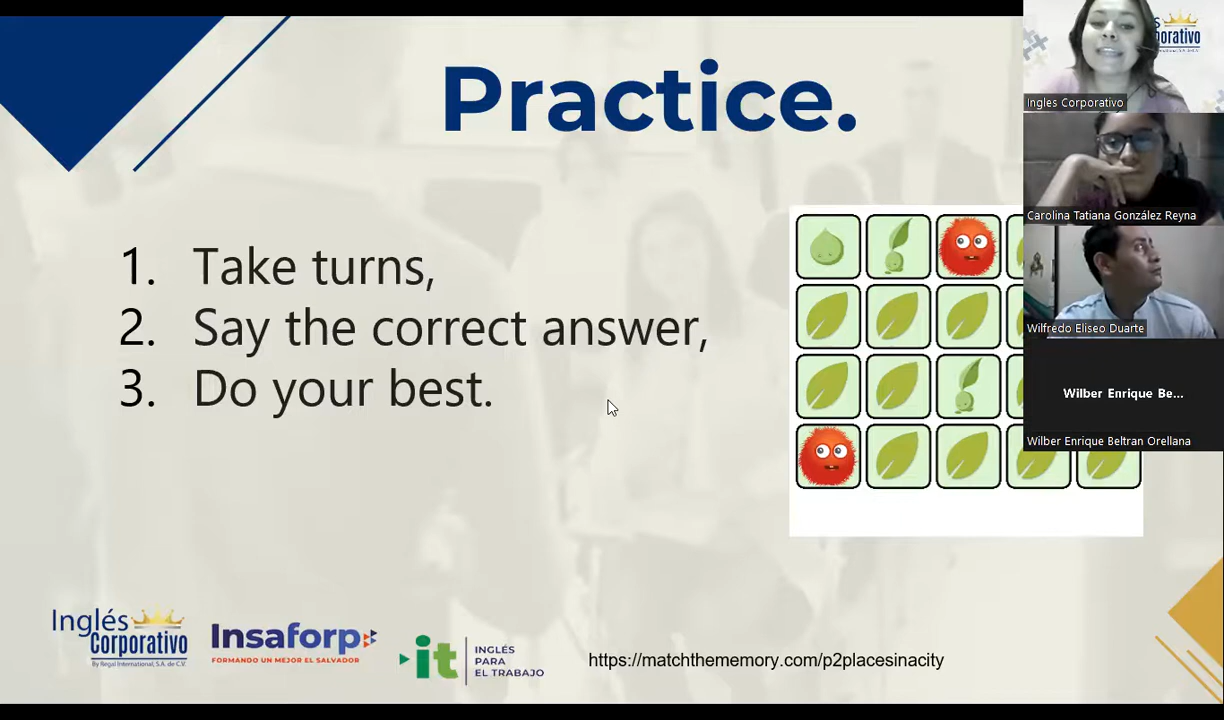 Practice.
1. Take turns,
2. Say the correct answer,
3. Do your best.
orativo
Ingles Corporativo
Carolina Tatiana González Reyna
Wilfredo Eliseo Duarte
Wilber Enrique Be...
Wilber Enrique Beltran Orellana
Inglés
Corporativo
By Regal International, S.A. de C.V.
Insaforp
FORMANDO UN MEJOR EL SALVADOR
it
INGLÉS
PARA
EL TRABAJO
https://matchthememory.com/p2placesinacity